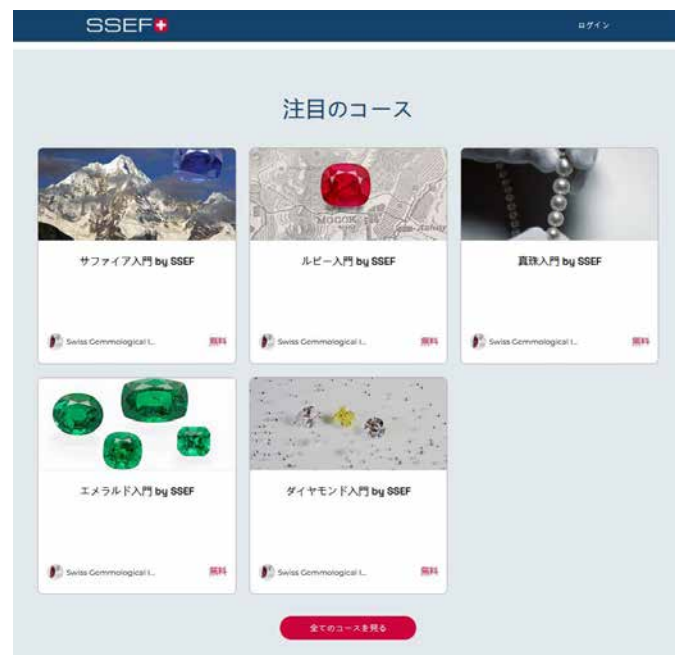 SSEF
ログイン
注目のコース
MOGOK
サファイア入門 by SSEF
ルビー入門 by SSEF
真珠入門 by SSEF
Swiss Gemmological I...
無料
Swiss Gemmological I...
無料
Swiss Gemmological I...
無料
エメラルド入門 by SSEF
ダイヤモンド入門 by SSEF
Swiss Gemmological I...
無料
Swiss Gemmological I...
無料
全てのコースを見る